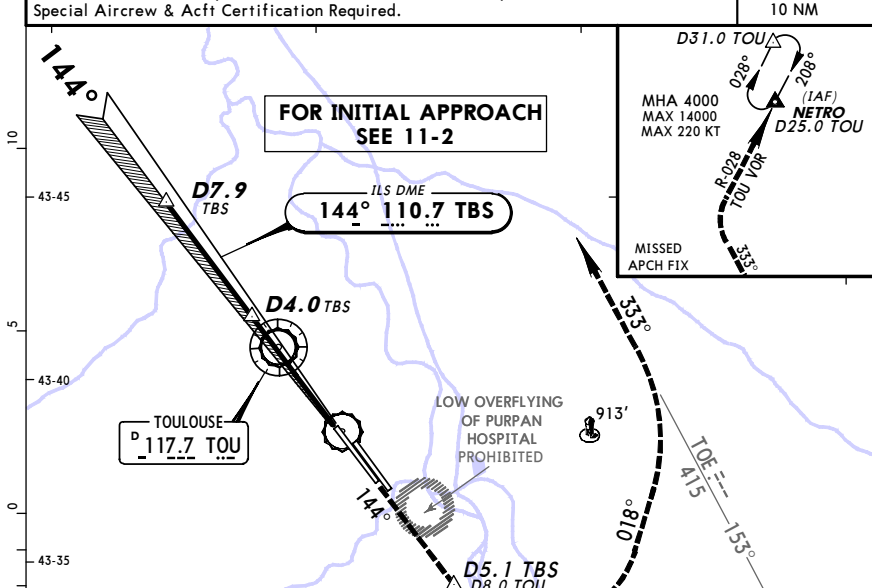 Special Aircrew & Acft Certification Required.
10 NM
144°
FOR INITIAL APPROACH
SEE 11-2
D31.0 TOU
028°
208°
MHA 4000
MAX 14000
MAX 220 KT
(IAF)
NETRO
D25.0 TOU
R-028
TOU VOR
333°
MISSED
APCH FIX
10
43-45
D7.9
TBS
ILS DME
144° 110.7 TBS
D4.0 TBS
5
43-40
333°
TOULOUSE
D 117.7 TOU
LOW OVERFLYING
OF PURPAN
HOSPITAL
PROHIBITED
913'
TOE
415
153°
018°
0
144°
43-35
D5.1 TBS
D8.0 TOU